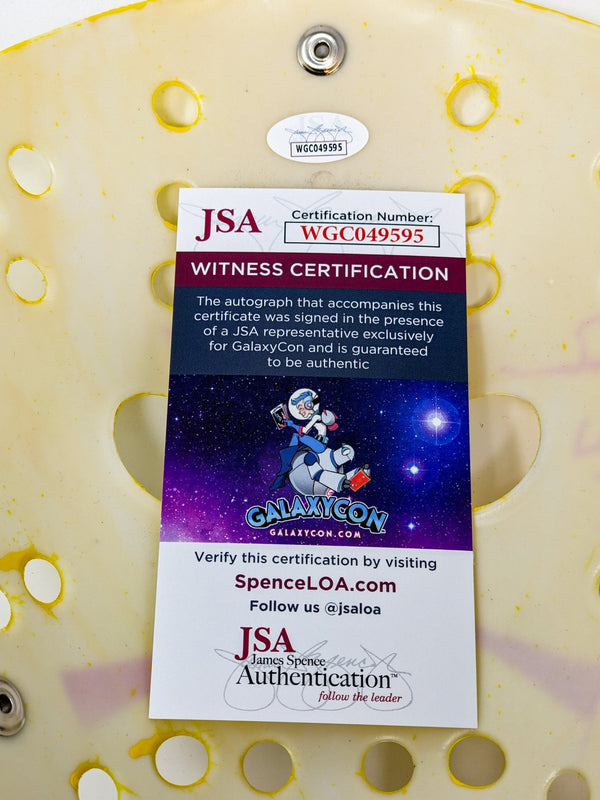 WGC049595
JSA
Certification Number:
WGC049595
WITNESS CERTIFICATION
The autograph that accompanies this
certificate was signed in the presence
of a JSA representative exclusively
for GalaxyCon and is guaranteed
to be authentic
GALAXYCON
GALAXYCON.COM
Verify this certification by visiting
SpenceLOA.com
Follow us @jsaloa
JSA
James Spence
Authentication™
follow the leader